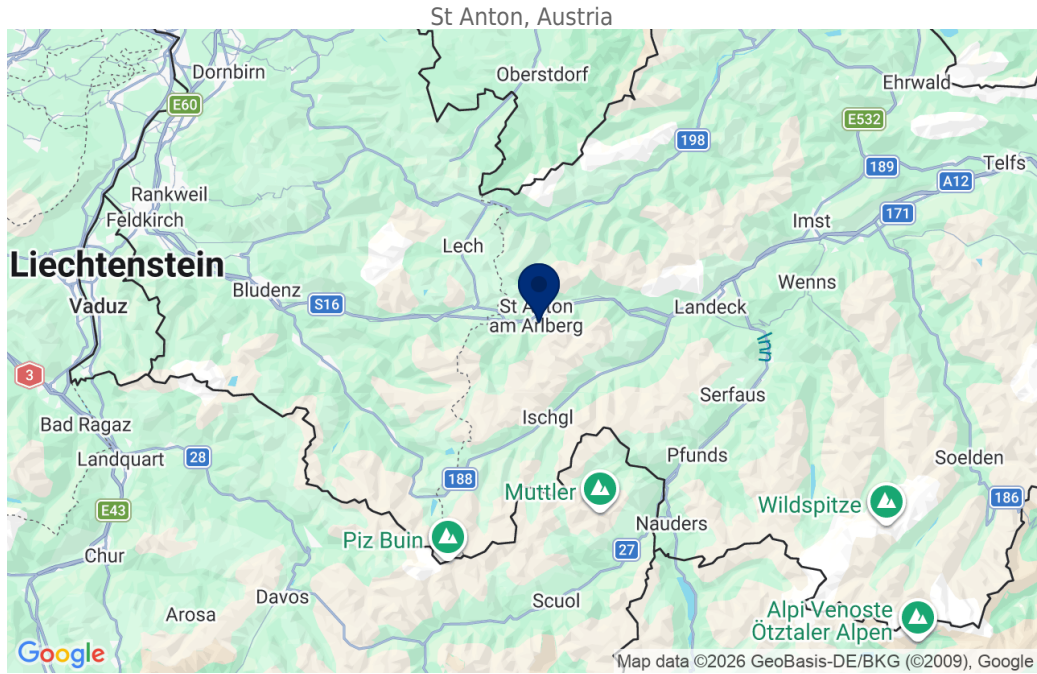 St Anton, Austria
Dornbirn
Oberstdorf
Ehrwald
E60
E532
198
189
Telfs
A12
Rankweil
Feldkirch
171
Imst
Lech
Liechtenstein
Wenns
Bludenz
Vaduz
S16
St Anton
am Arlberg
Landeck
Inn
3
Serfaus
Bad Ragaz
Ischgl
Landquart
28
Pfunds
Soelden
188
Muttler
Wildspitze
186
E43
Nauders
Piz Buin
27
Chur
Davos
Scuol
Arosa
Alpi Venoste
Ötztaler Alpen
Google
Map data ©2026 GeoBasis-DE/BKG (©2009), Google